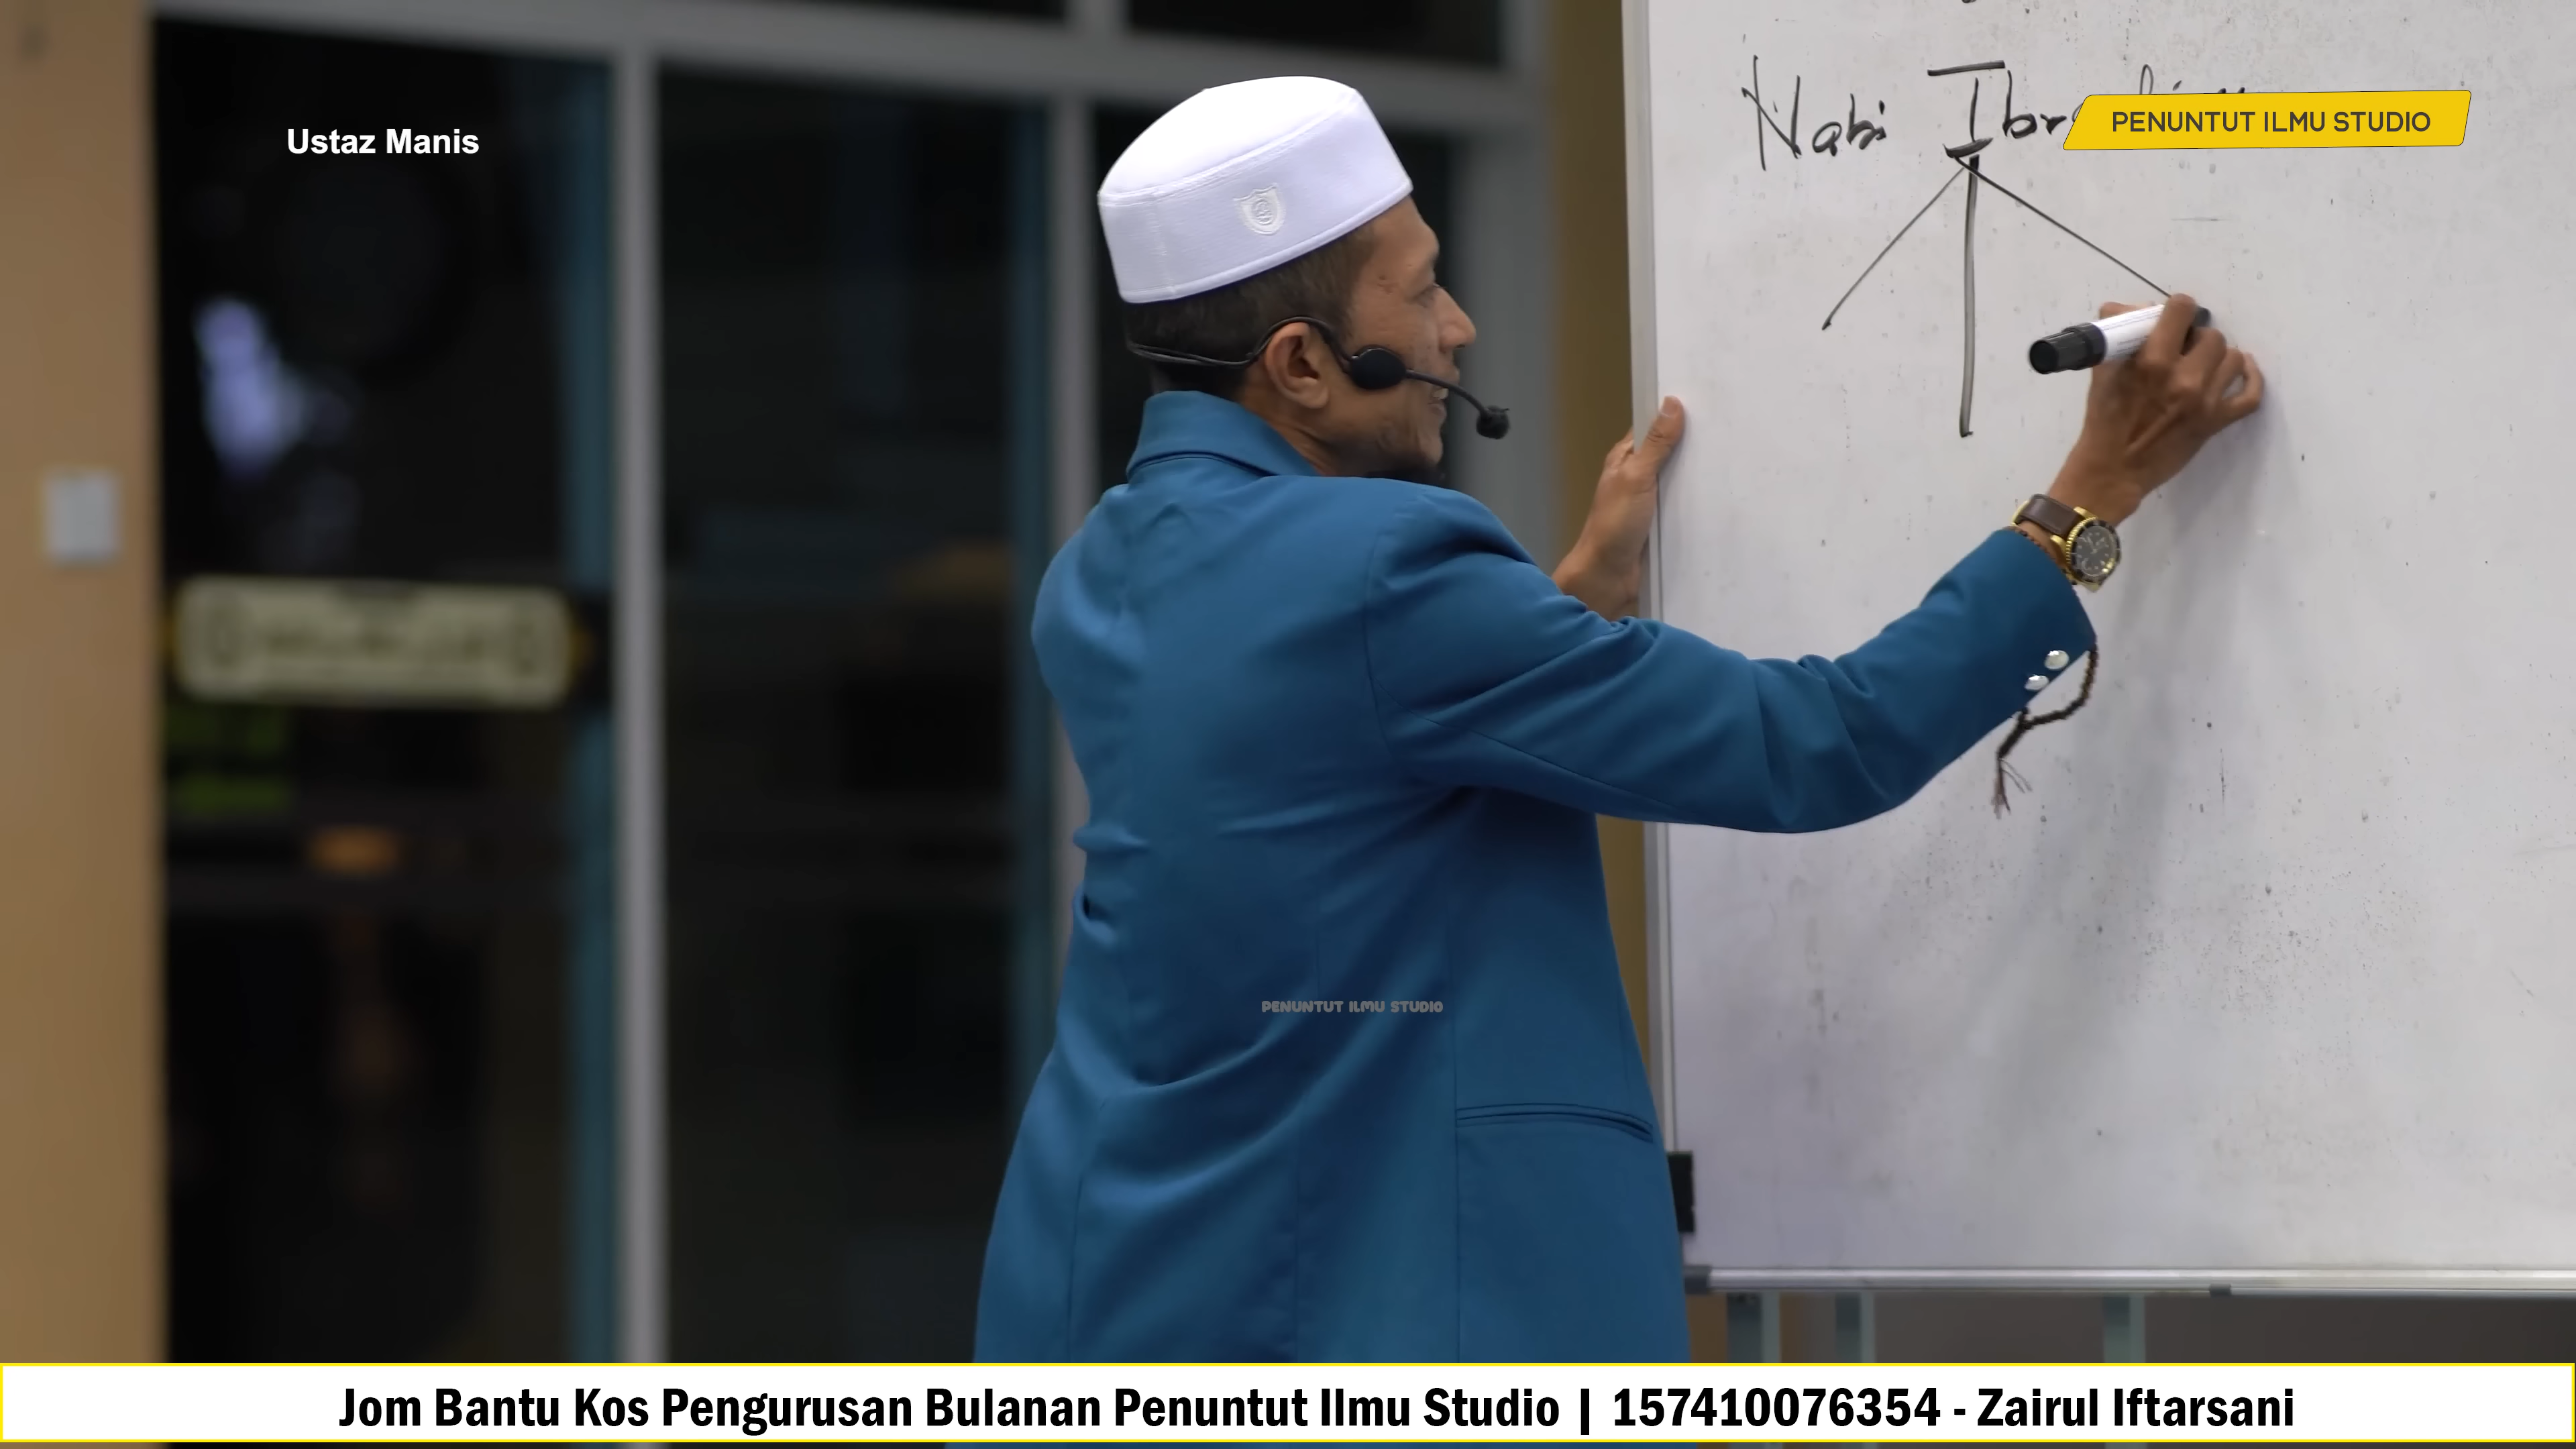 Ustaz Manis
Nabi Ibr
PENUNTUT ILMU STUDIO
PENUNTUT ILMU STUDIO
Jom Bantu Kos Pengurusan Bulanan Penuntut Ilmu Studio | 157410076354 - Zairul Iftarsani